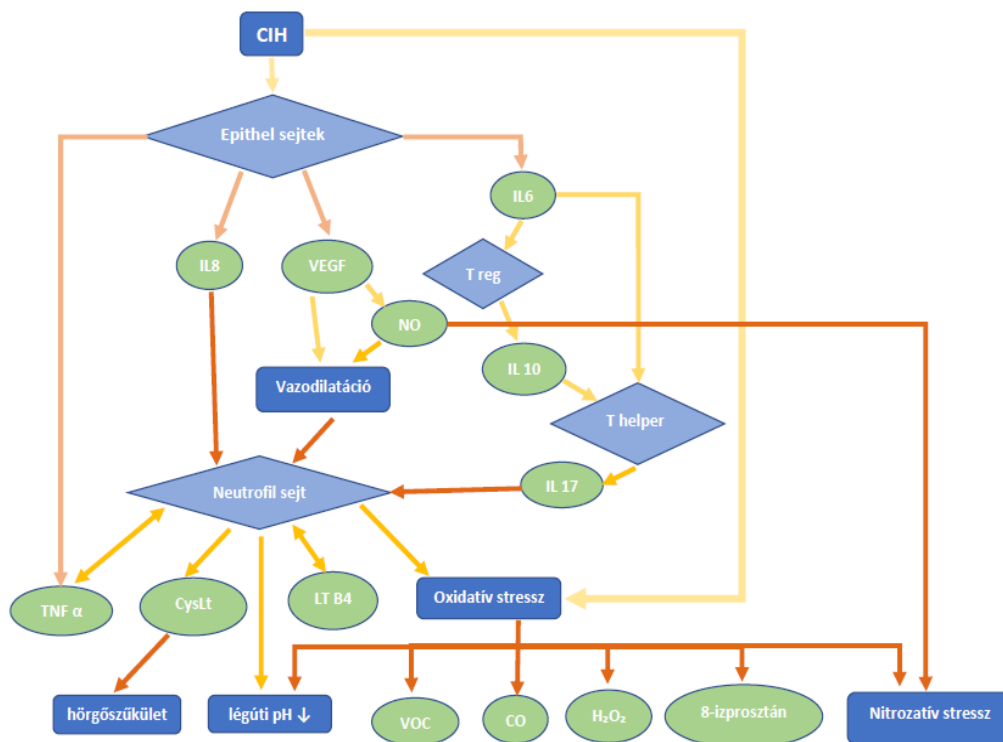 CIH
Epithel sejtek
IL6
IL8
VEGF
T reg
NO
IL 10
Vazodilatáció
T helper
Neutrofil sejt
IL 17
TNF α
CysLt
LT B4
Oxidatív stressz
hörgőszűkület
légúti pH ↓
VOC
CO
H₂O₂
8-izprosztán
Nitrozatív stressz